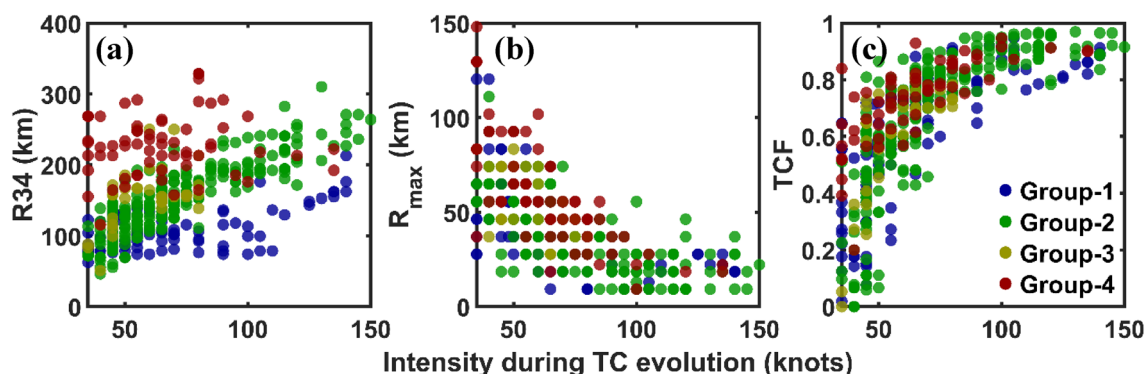 (a)
R34 (km)
400
300
200
100
0
50
100
150
(b)
Rmax (km)
150
100
50
0
50
100
150
(c)
TCF
1
0.8
0.6
0.4
0.2
0
50
100
150
Group-1
Group-2
Group-3
Group-4
Intensity during TC evolution (knots)